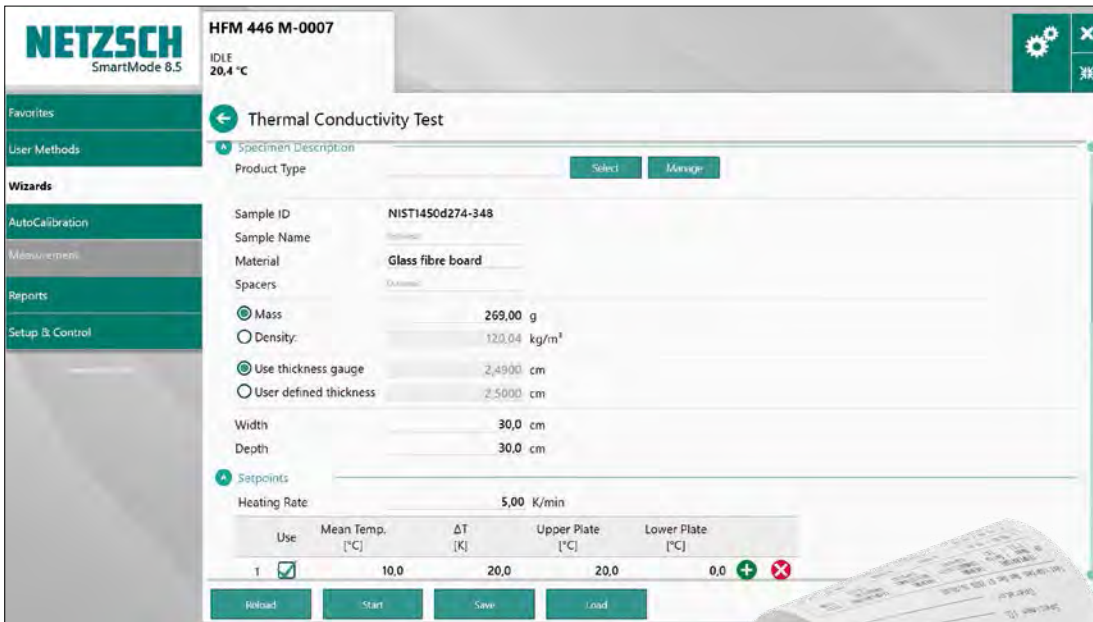 NETZSCH
SmartMode 8.5
HFM 446 M-0007
IDLE
20,4 °C
Favorites
User Methods
Wizards
AutoCalibration
Measurement
Reports
Setup & Control
Thermal Conductivity Test
Specimen Description
Product Type Select Manage
Sample ID NIST1450d274-348
Sample Name
Material Glass fibre board
Spacers
Mass 269,00 g
Density: 120,04 kg/m³
Use thickness gauge 2,4900 cm
User defined thickness 2,5000 cm
Width 30,0 cm
Depth 30,0 cm
Setpoints
Heating Rate 5,00 K/min
Use Mean Temp. ΔT Upper Plate Lower Plate
[°C] [K] [°C] [°C]
1 10,0 20,0 20,0 0,0
Reload Start Save Load